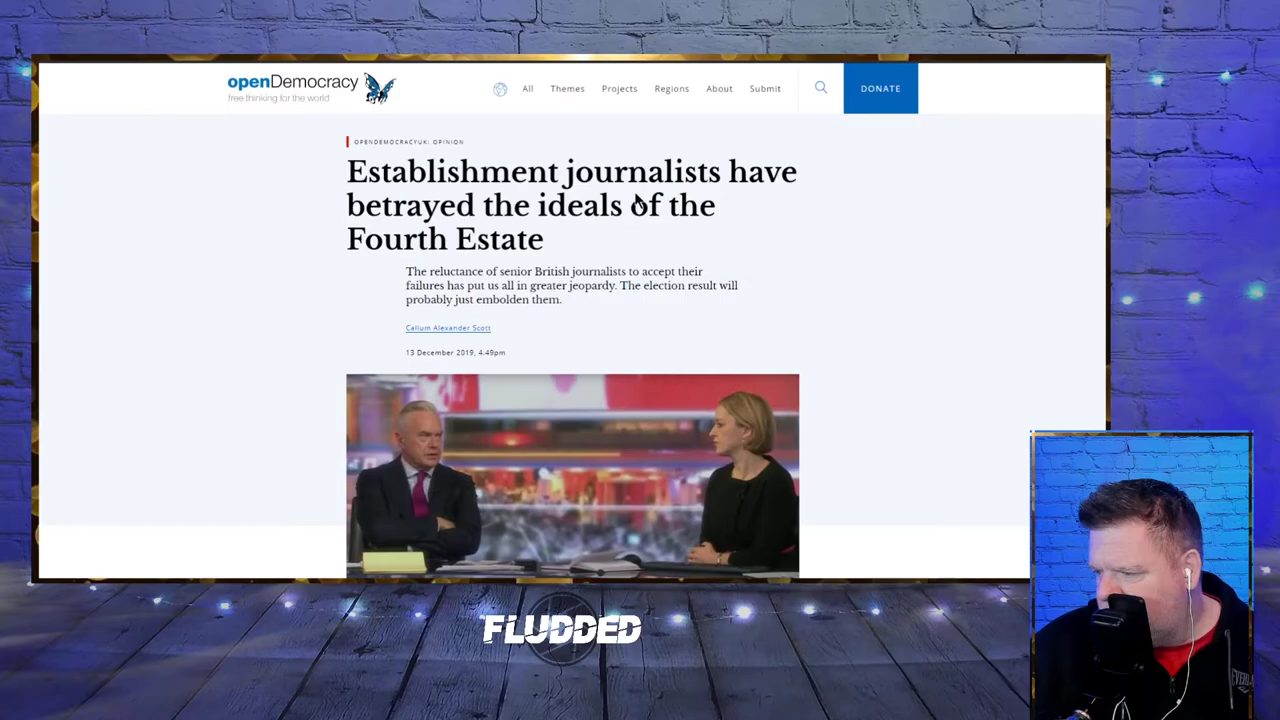 openDemocracy
free thinking for the world
All Themes Projects Regions About Submit
DONATE
OPENDEMOCRACYUK: OPINION
Establishment journalists have
betrayed the ideals of the
Fourth Estate
The reluctance of senior British journalists to accept their
failures has put us all in greater jeopardy. The election result will
probably just embolden them.
Callum Alexander Scott
13 December 2019, 4.49pm
FLUDDED